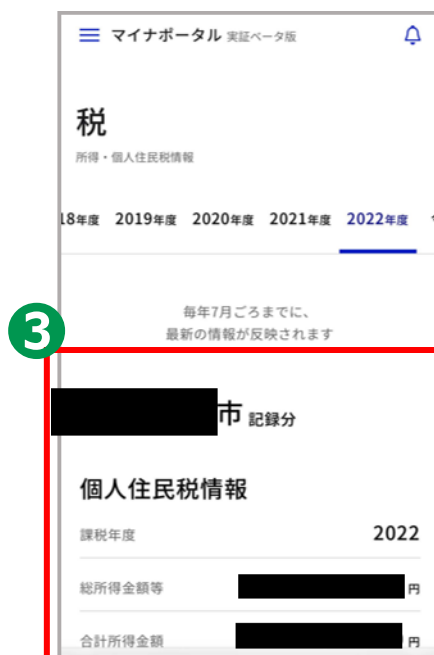 マイナポータル 実証ベータ版
税
所得・個人住民税情報
18年度 2019年度 2020年度 2021年度 2022年度
毎年7月ごろまでに、
最新の情報が反映されます
3
市 記録分
個人住民税情報
課税年度 2022
総所得金額等 円
合計所得金額 円